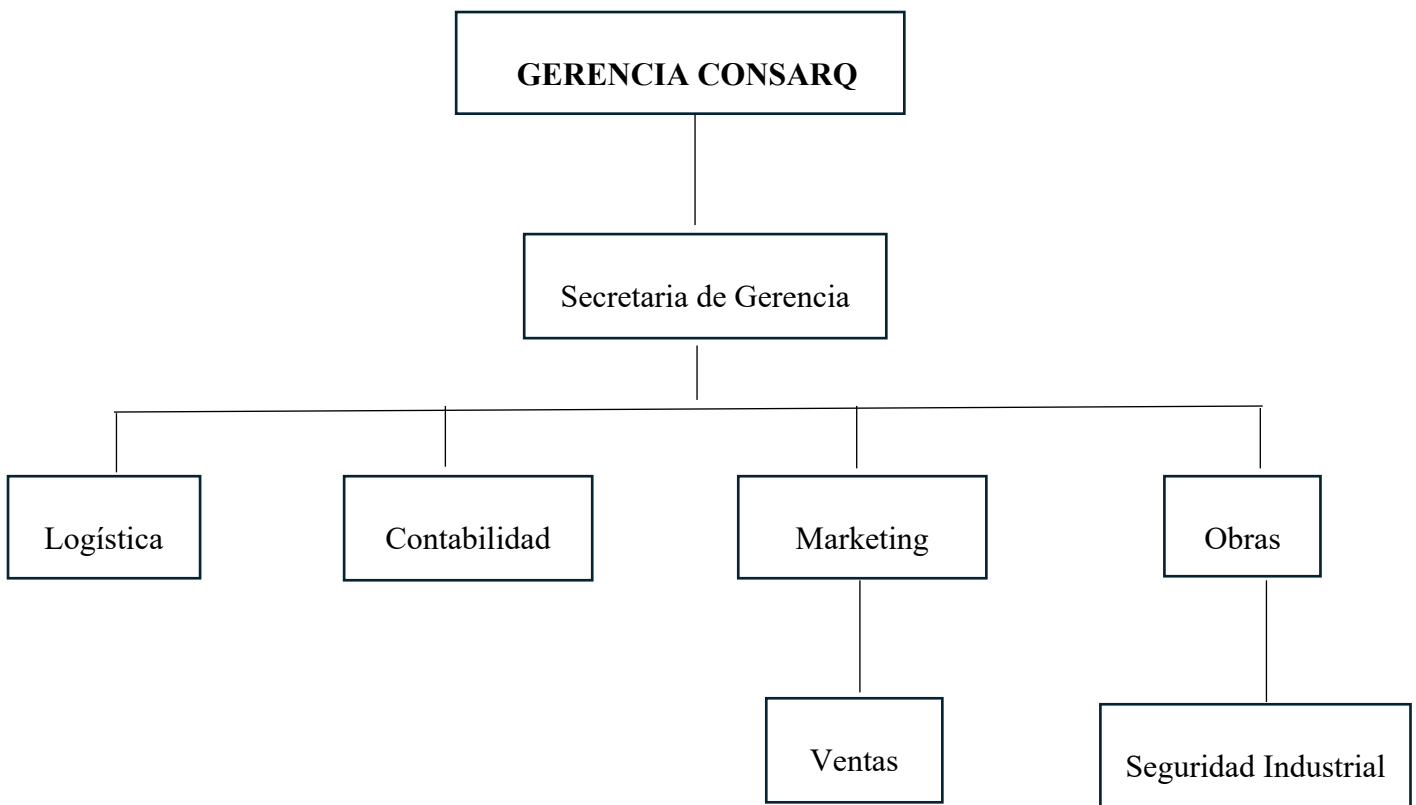 GERENCIA CONSARQ
Secretaria de Gerencia
Logística
Contabilidad
Marketing
Obras
Ventas
Seguridad Industrial